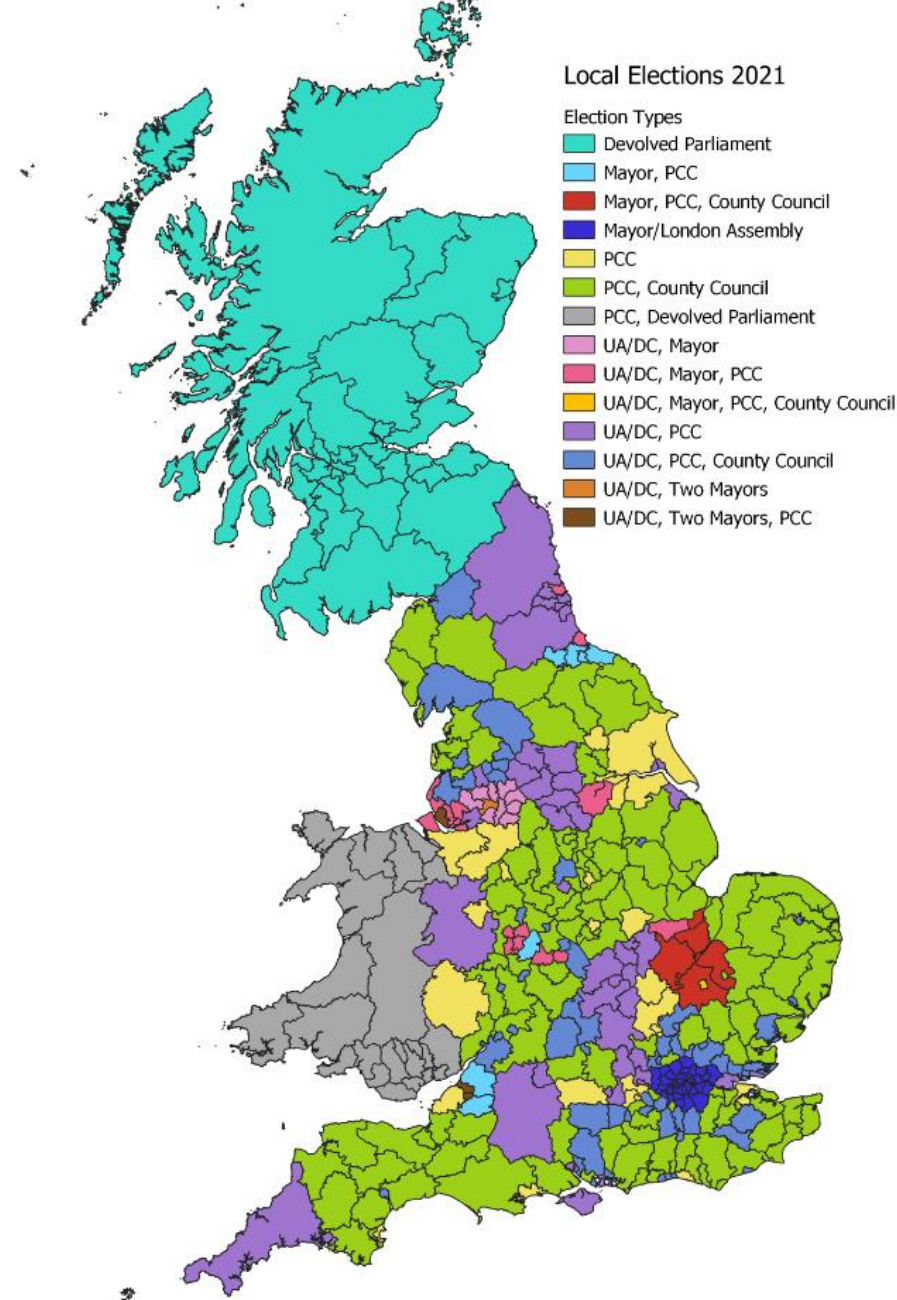 Local Elections 2021
Election Types
Devolved Parliament
Mayor, PCC
Mayor, PCC, County Council
Mayor/London Assembly
PCC
PCC, County Council
PCC, Devolved Parliament
UA/DC, Mayor
UA/DC, Mayor, PCC
UA/DC, Mayor, PCC, County Council
UA/DC, PCC
UA/DC, PCC, County Council
UA/DC, Two Mayors
UA/DC, Two Mayors, PCC